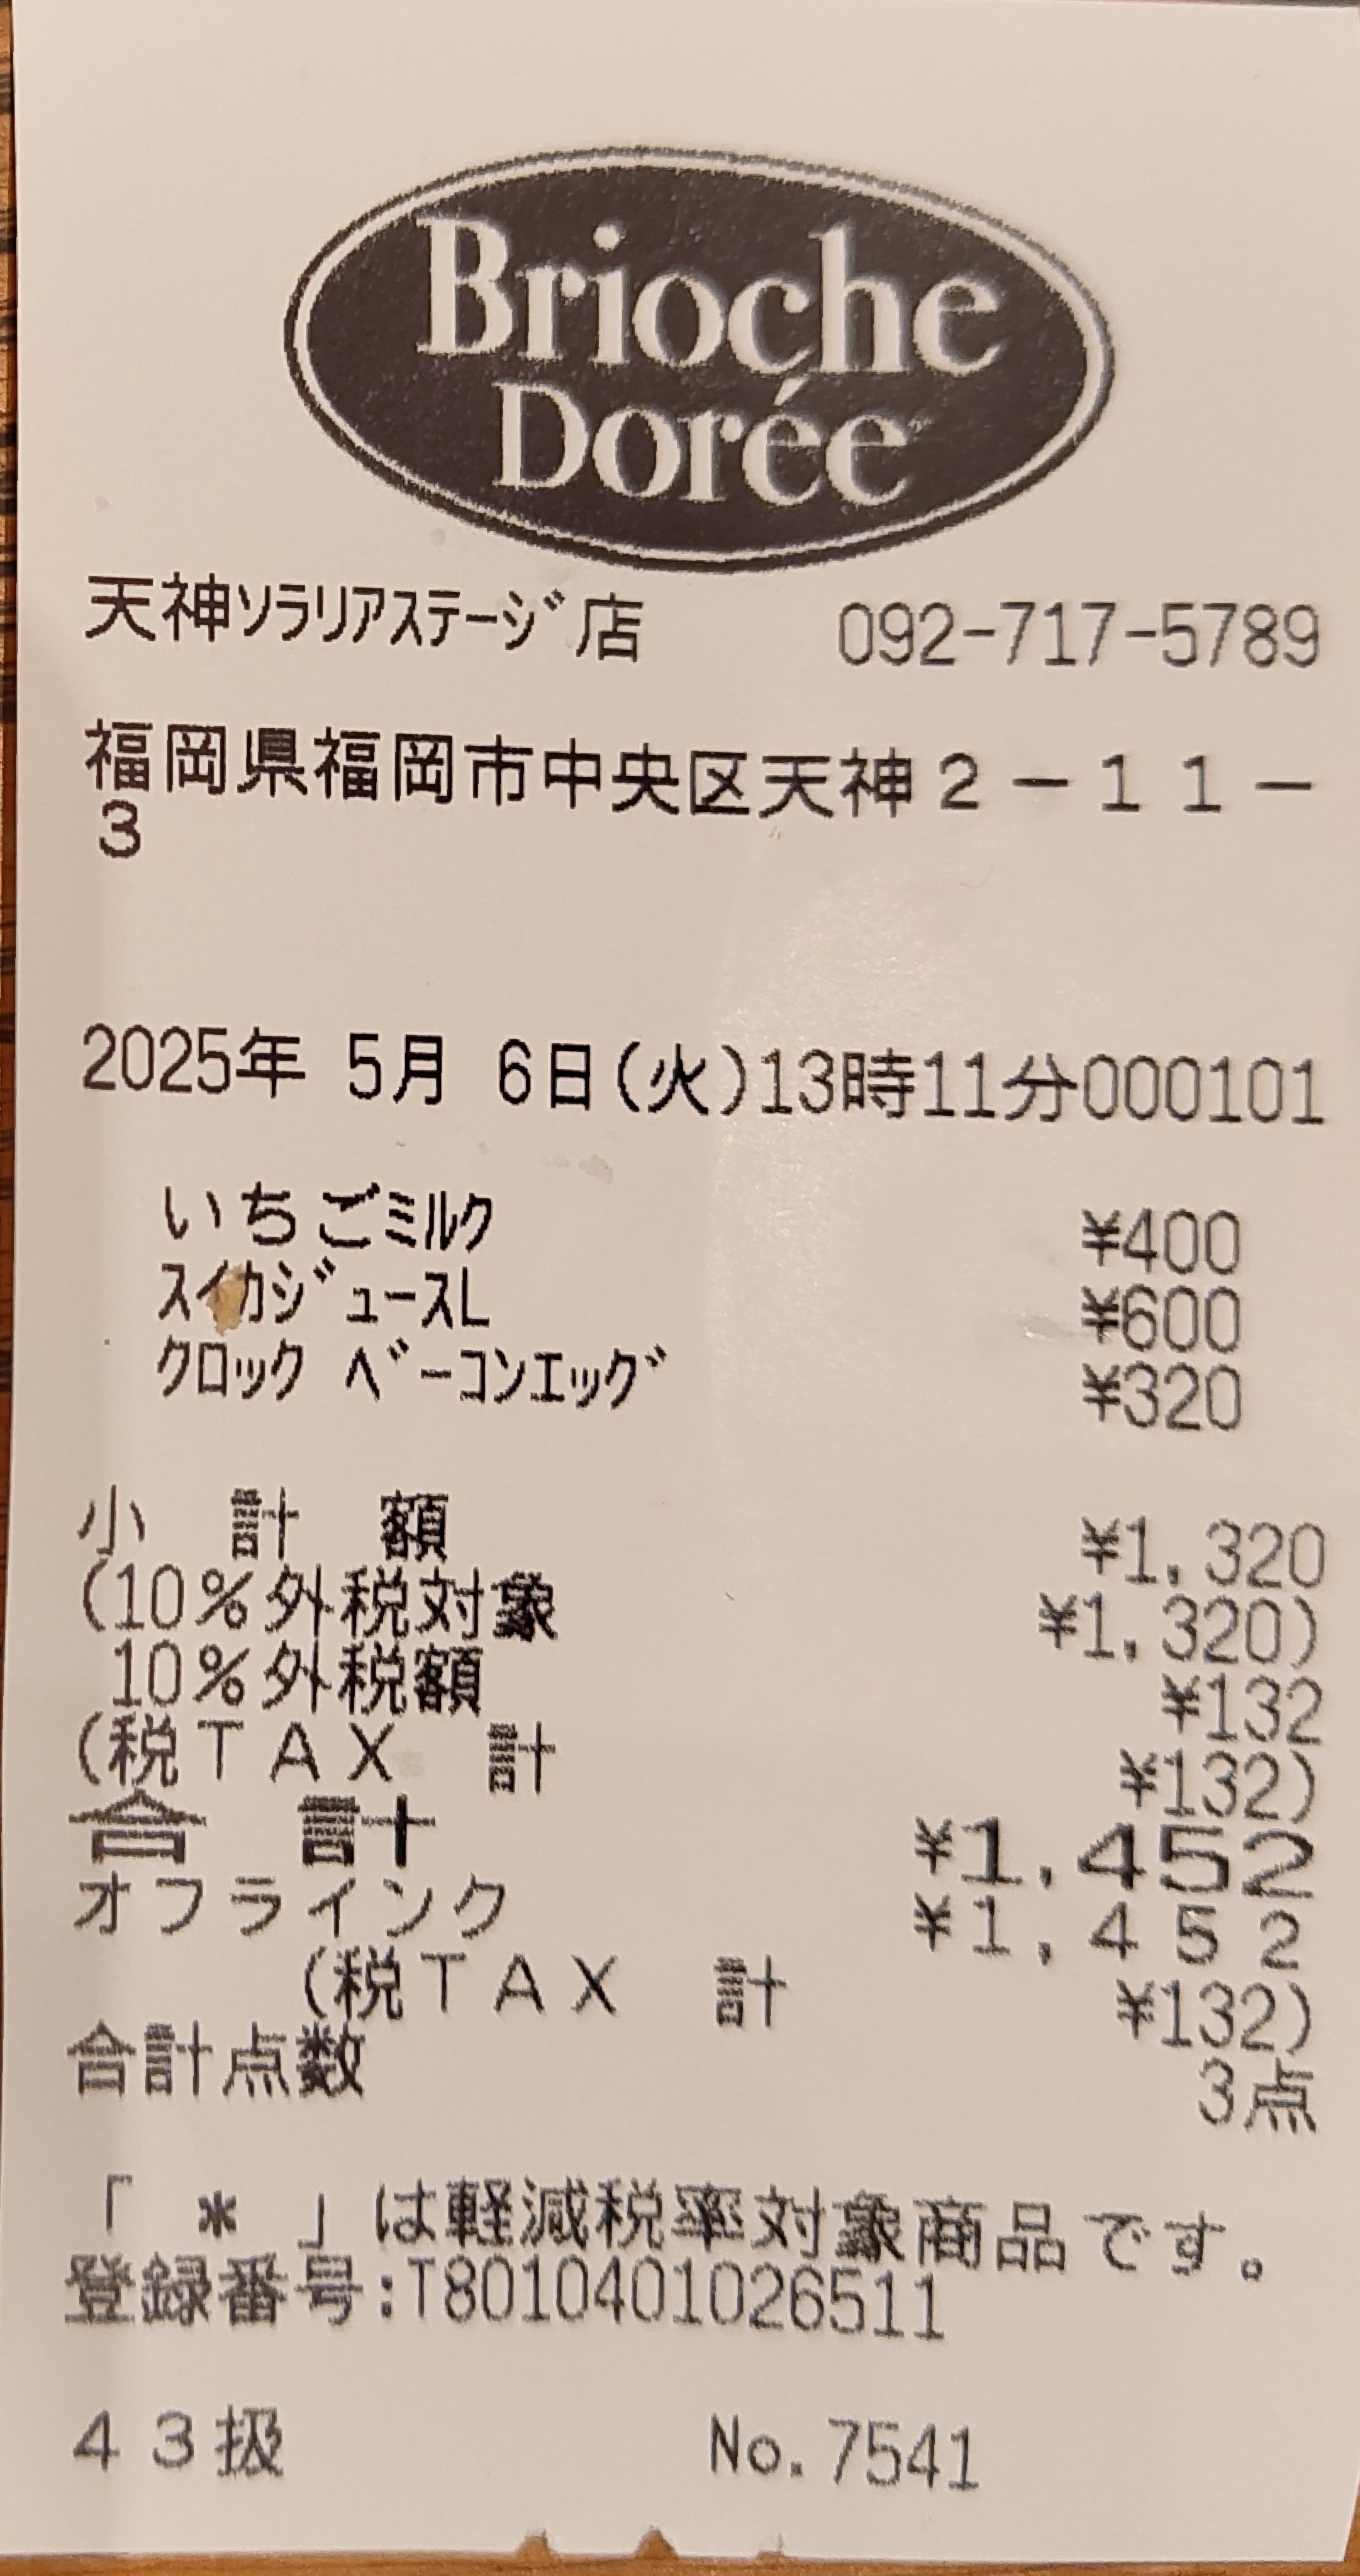 Brioche
Dorée
天神ｿﾗﾘｱｽﾃｰｼﾞ店 092-717-5789
福岡県福岡市中央区天神２－１１－
３
2025年 5月 6日(火)13時11分000101
いちごﾐﾙｸ ¥400
ｽｲｶｼﾞｭｰｽL ¥600
ｸﾛｯｸ ﾍﾞｰｺﾝｴｯｸﾞ ¥320
小 計 額 ¥1,320
(10％外税対象 ¥1,320)
10％外税額 ¥132
(税ＴＡＸ 計 ¥132)
合 計 ¥1,452
オフラインク ¥1,452
(税ＴＡＸ 計 ¥132)
合計点数 3点
「 * 」は軽減税率対象商品です。
登録番号:T8010401026511
４３扱 No.7541